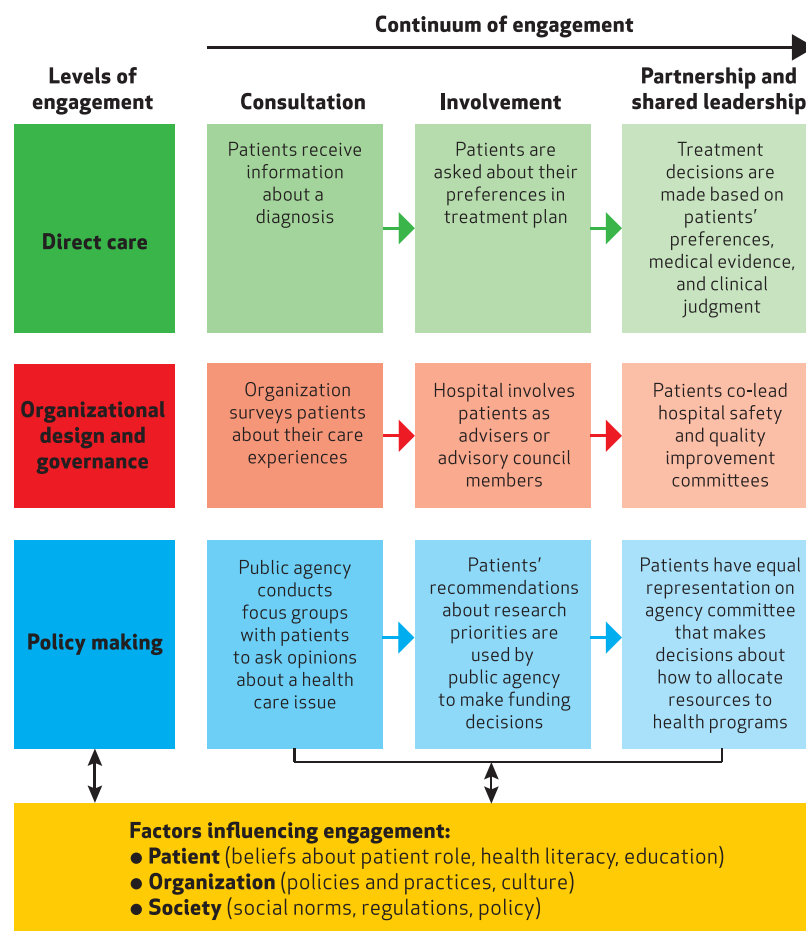 Continuum of engagement
Levels of
engagement
Consultation
Involvement
Partnership and
shared leadership
Direct care
Patients receive
information
about a
diagnosis
Patients are
asked about their
preferences in
treatment plan
Treatment
decisions are
made based on
patients’
preferences,
medical evidence,
and clinical
judgment
Organizational
design and
governance
Organization
surveys patients
about their care
experiences
Hospital involves
patients as
advisers or
advisory council
members
Patients co-lead
hospital safety
and quality
improvement
committees
Policy making
Public agency
conducts
focus groups
with patients
to ask opinions
about a health
care issue
Patients’
recommendations
about research
priorities are
used by
public agency
to make funding
decisions
Patients have equal
representation on
agency committee
that makes
decisions about
how to allocate
resources to
health programs
Factors influencing engagement:
● Patient (beliefs about patient role, health literacy, education)
● Organization (policies and practices, culture)
● Society (social norms, regulations, policy)